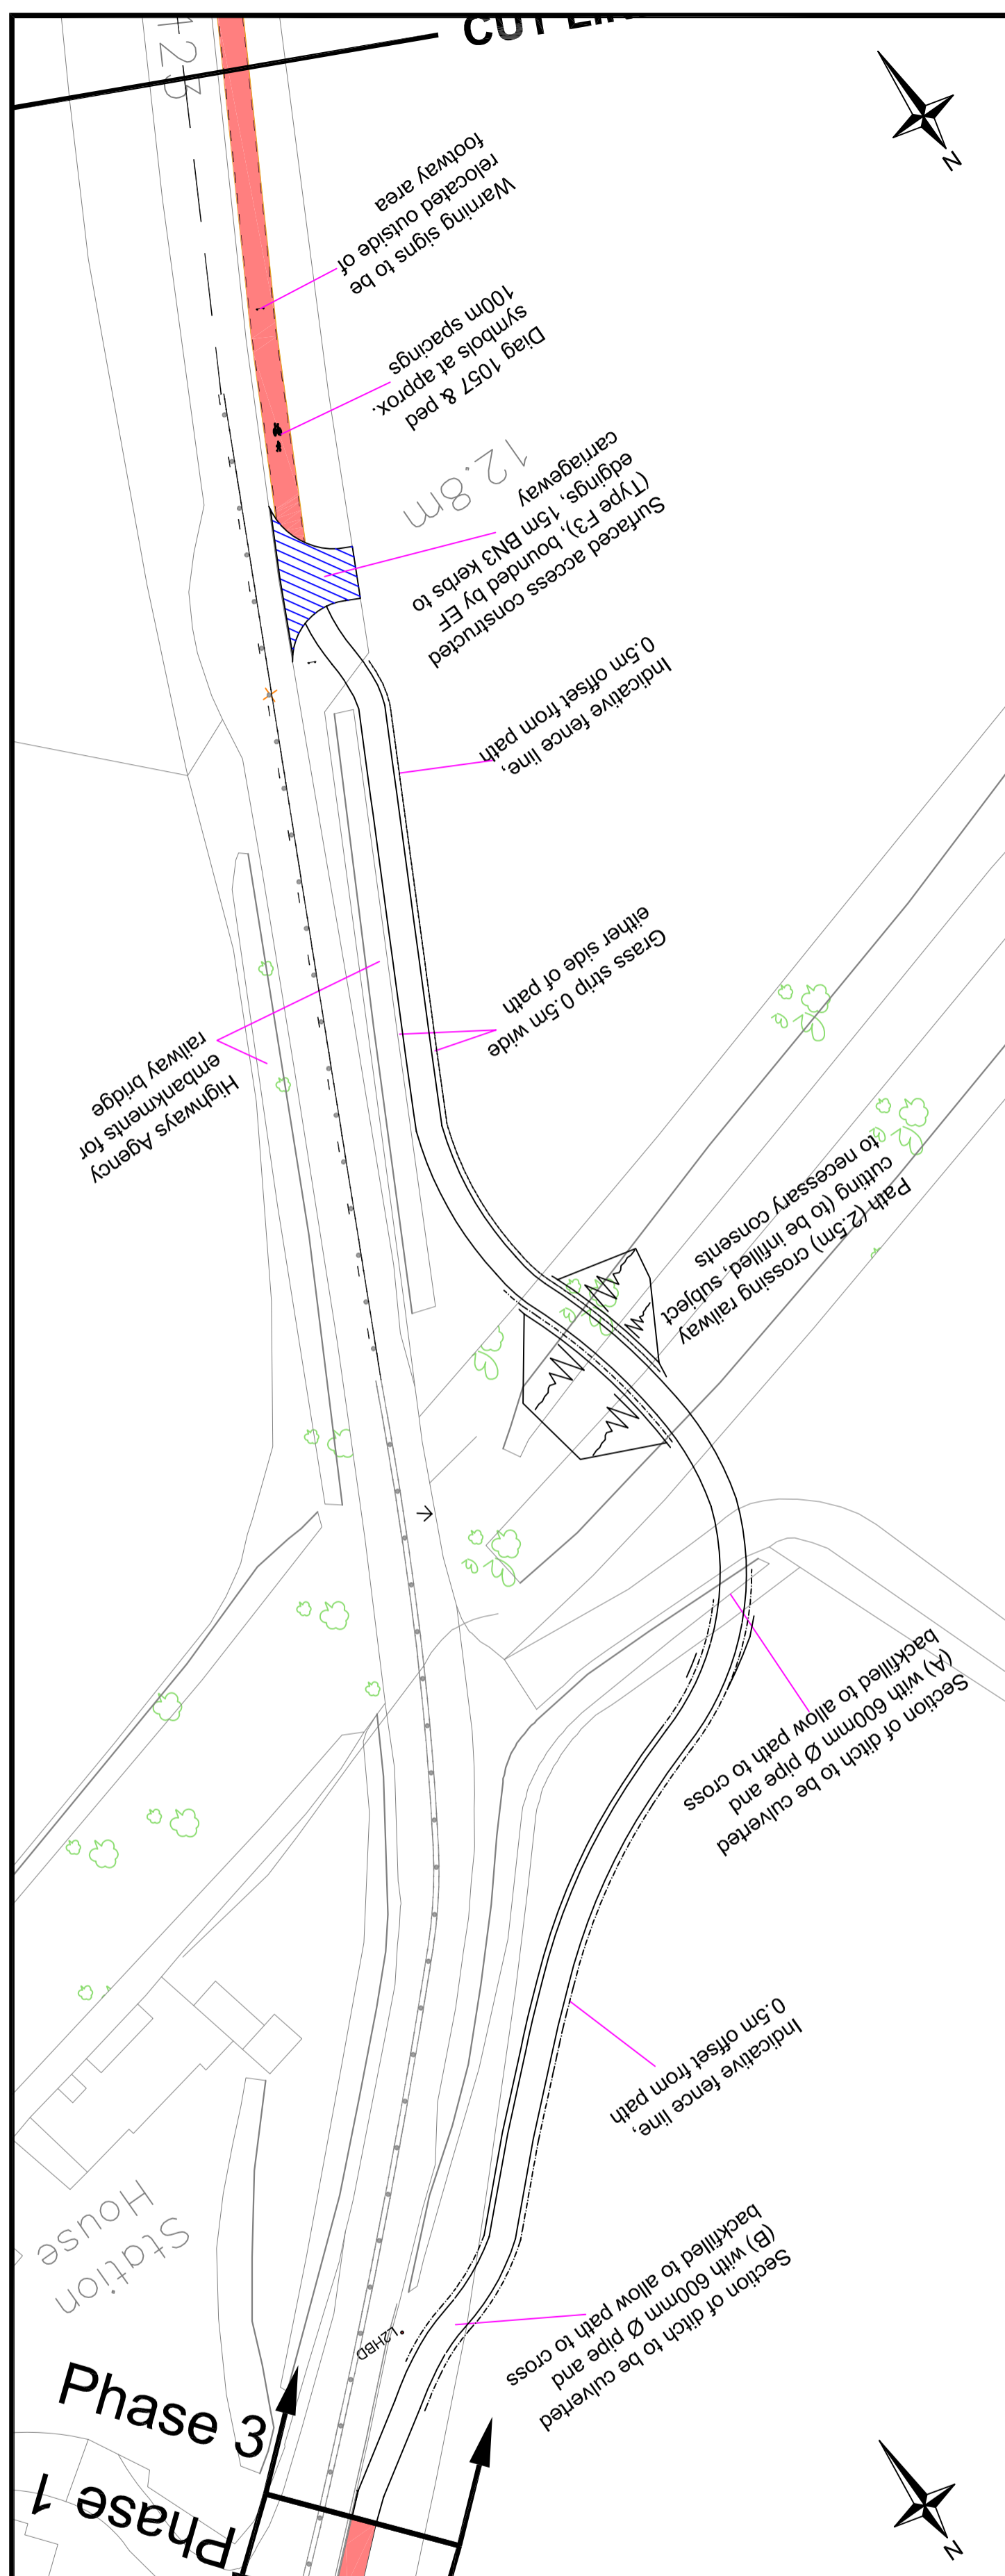 CUT LIN
423
N
Warning signs to be
relocated outside of
footway area
Diag 1057 & ped
symbols at approx.
100m spacings
12.8m
Surfaced access constructed
(Type F3), bounded by EF
edgings, 15m BN3 kerbs to
carriageway
Indicative fence line,
0.5m offset from path
Grass strip 0.5m wide
either side of path
Highways Agency
embankments for
railway bridge
Path (2.5m) crossing railway
cutting (to be infilled, subject
to necessary consents
Section of ditch to be culverted
(A) with 600mm Ø pipe and
backfilled to allow path to cross
Indicative fence line,
0.5m offset from path
Station
House
Section of ditch to be culverted
(B) with 600mm Ø pipe and
backfilled to allow path to cross
L2HBD
Phase 3
Phase 1
N